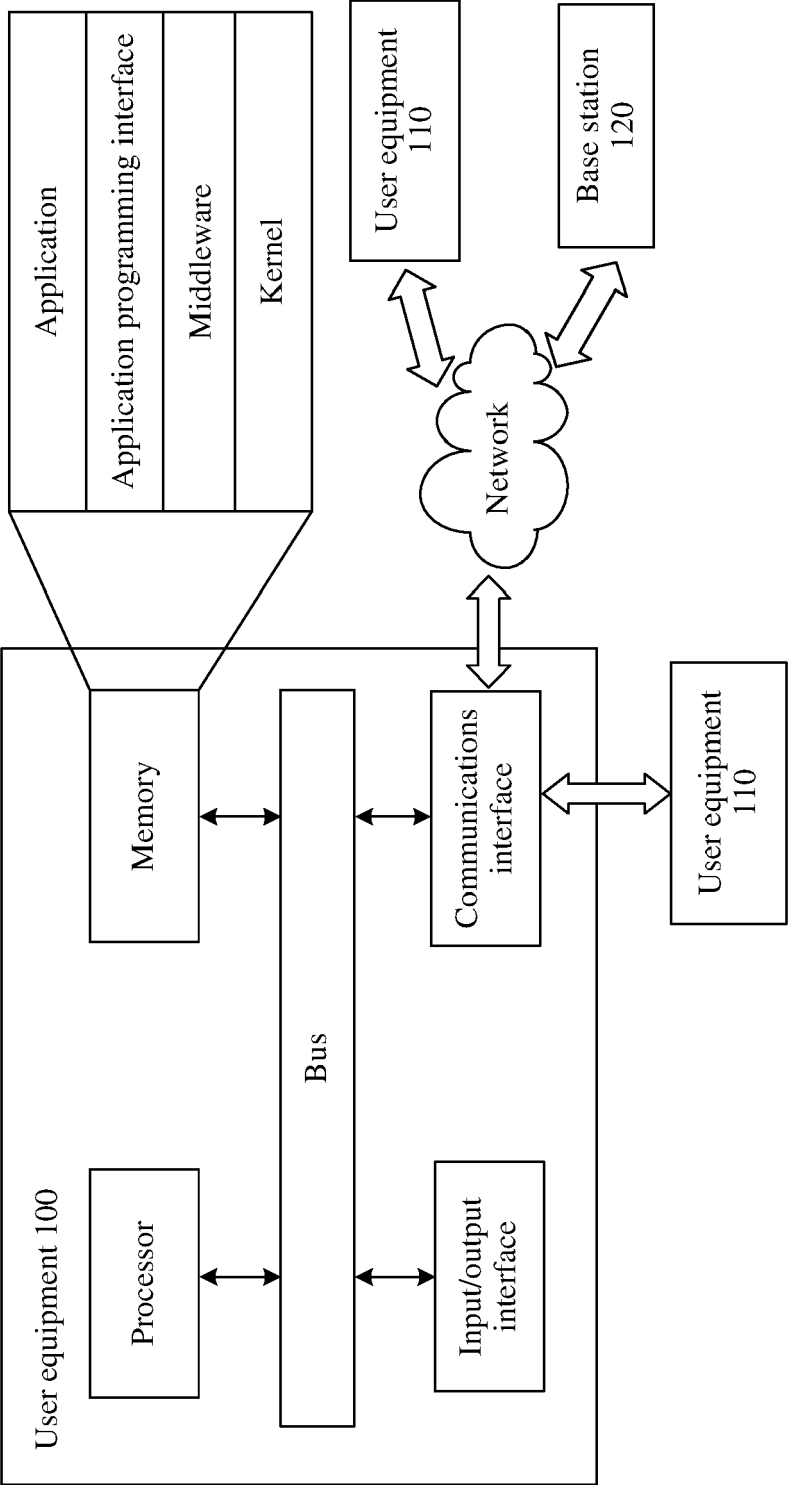 User equipment 100
Processor
Memory
Bus
Input/output
interface
Communications
interface
Application
Application programming interface
Middleware
Kernel
Network
User equipment
110
Base station
120
User equipment
110